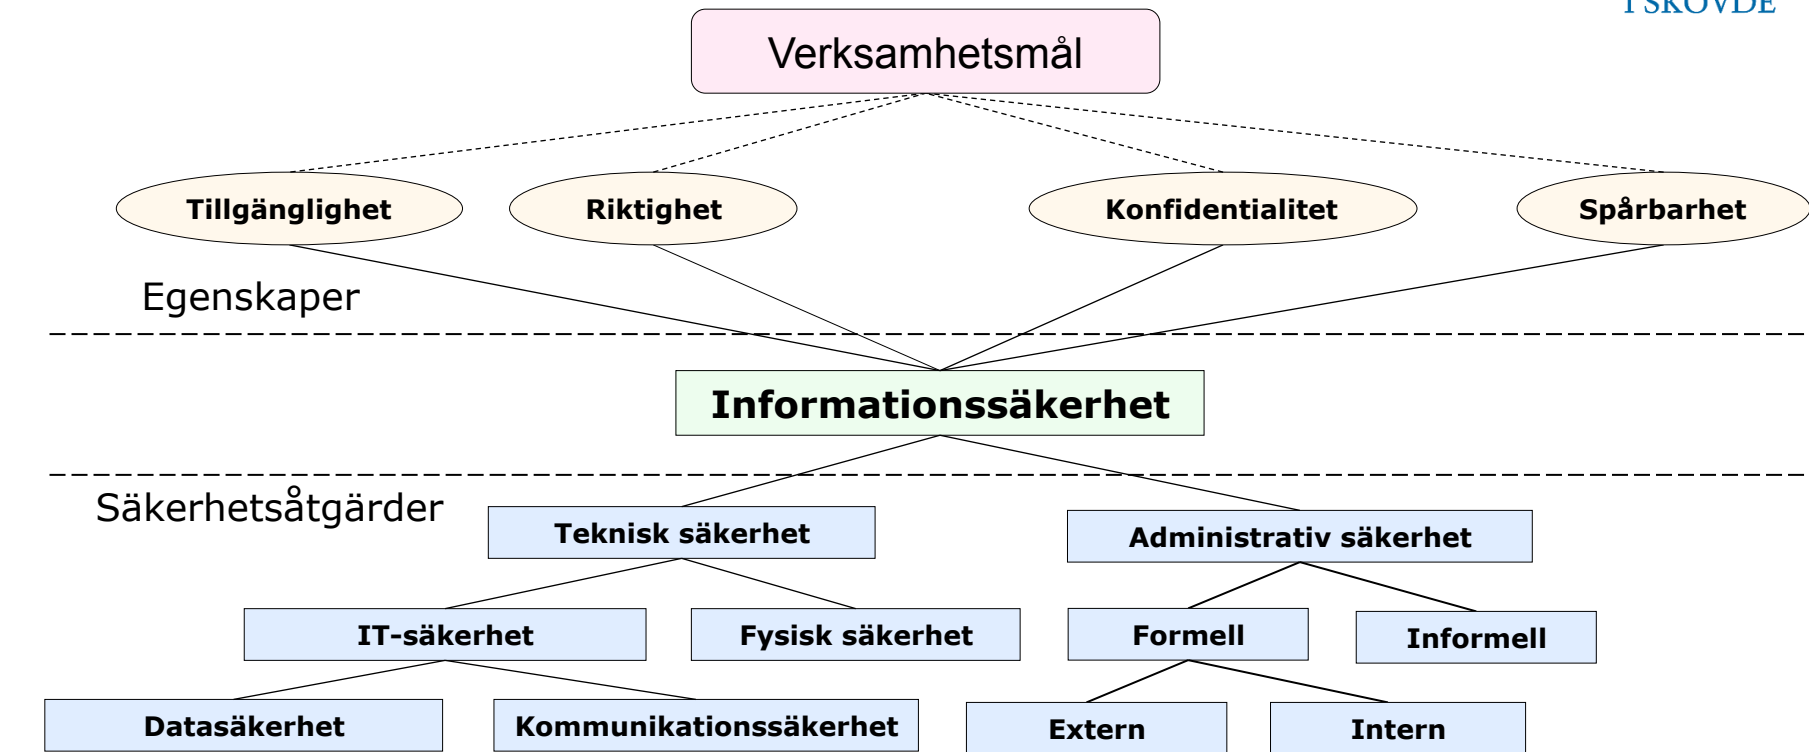 I SKÖVDE
Verksamhetsmål
Tillgänglighet
Riktighet
Konfidentialitet
Spårbarhet
Egenskaper
Informationssäkerhet
Säkerhetsåtgärder
Teknisk säkerhet
Administrativ säkerhet
IT-säkerhet
Fysisk säkerhet
Formell
Informell
Datasäkerhet
Kommunikationssäkerhet
Extern
Intern